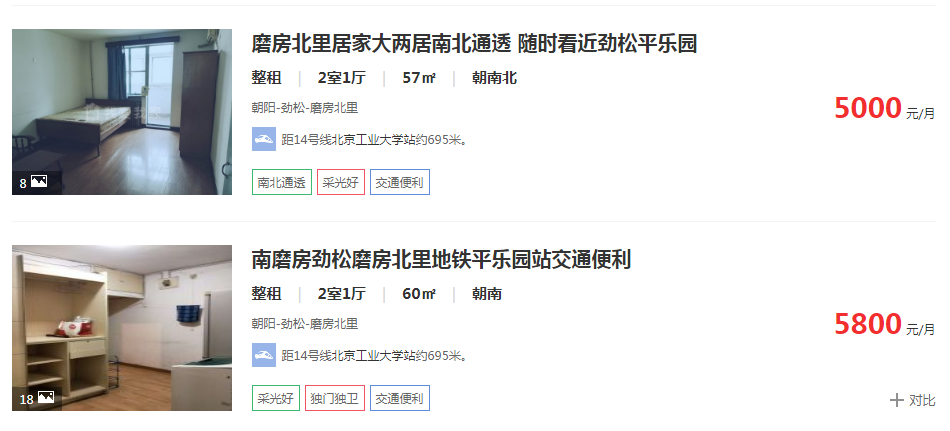 磨房北里居家大两居南北通透 随时看近劲松平乐园
整租 | 2室1厅 | 57㎡ | 朝南北
朝阳-劲松-磨房北里
5000 元/月
距14号线北京工业大学站约695米。
8
南北通透 采光好 交通便利
南磨房劲松磨房北里地铁平乐园站交通便利
整租 | 2室1厅 | 60㎡ | 朝南
朝阳-劲松-磨房北里
5800 元/月
距14号线北京工业大学站约695米。
18
采光好 独门独卫 交通便利
对比